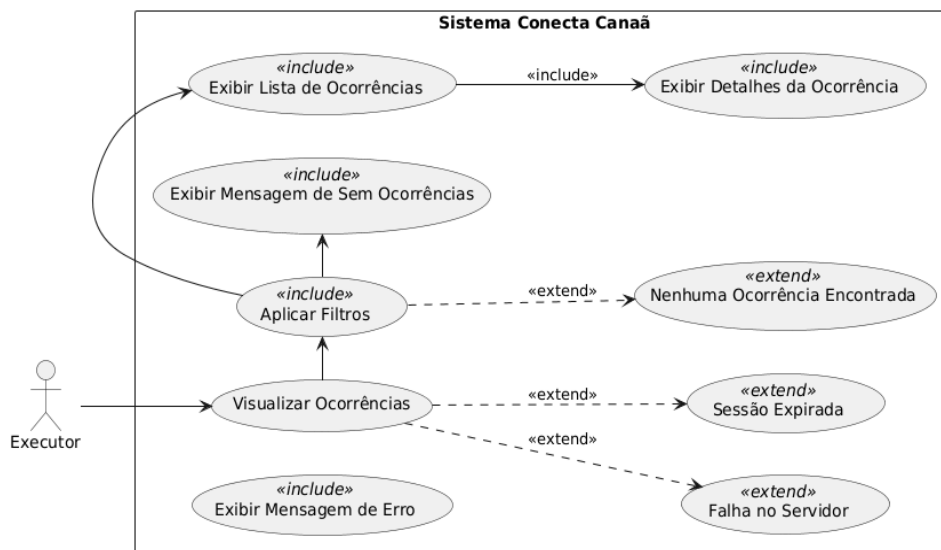 Sistema Conecta Canaã
«include»
Exibir Lista de Ocorrências
«include»
«include»
Exibir Detalhes da Ocorrência
«include»
Exibir Mensagem de Sem Ocorrências
«include»
Aplicar Filtros
«extend»
«extend»
Nenhuma Ocorrência Encontrada
Executor
Visualizar Ocorrências
«extend»
«extend»
Sessão Expirada
«extend»
«extend»
Falha no Servidor
«include»
Exibir Mensagem de Erro